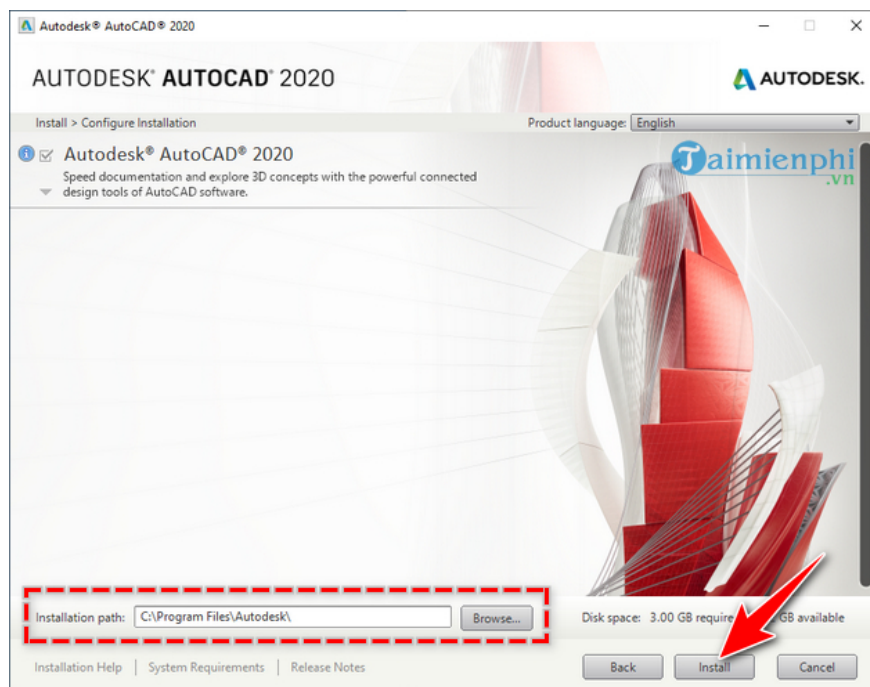 Autodesk® AutoCAD® 2020
AUTODESK® AUTOCAD® 2020
AUTODESK.
Install > Configure Installation
Product language: English
Taimienphi
.vn
Autodesk® AutoCAD® 2020
Speed documentation and explore 3D concepts with the powerful connected
design tools of AutoCAD software.
Installation path: C:\Program Files\Autodesk\ Browse...
Disk space: 3.00 GB require GB available
Installation Help | System Requirements | Release Notes
Back Install Cancel